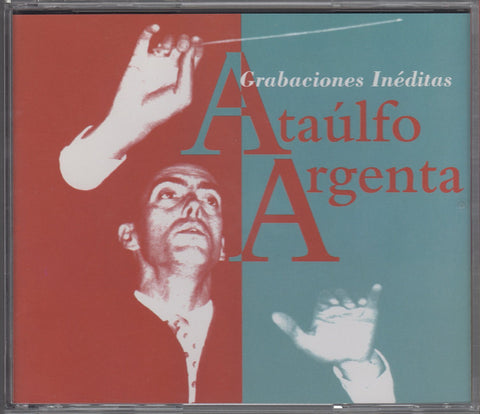 Grabaciones Inéditas
Ataúlfo
Argenta